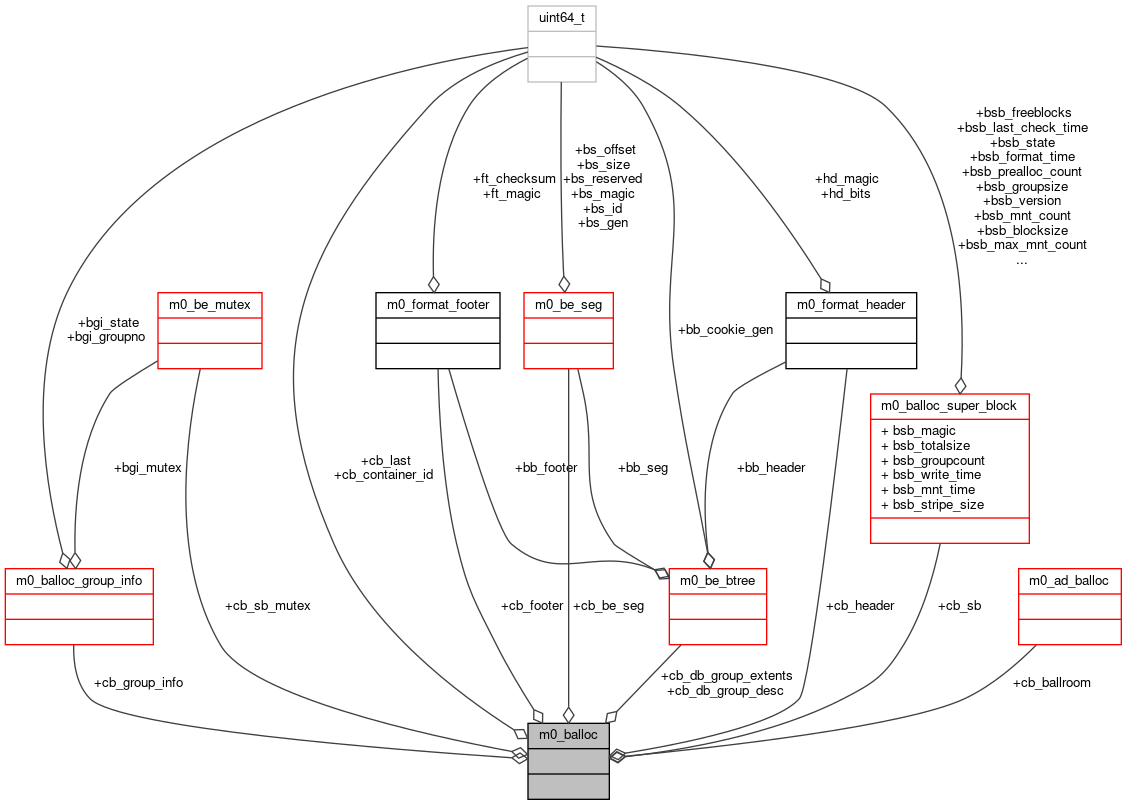 uint64_t
+bsb_freeblocks
+bsb_last_check_time
+bsb_state
+bsb_format_time
+bsb_prealloc_count
+bsb_groupsize
+bsb_version
+bsb_mnt_count
+bsb_blocksize
+bsb_max_mnt_count
...
+ft_checksum
+ft_magic
+bs_offset
+bs_size
+bs_reserved
+bs_magic
+bs_id
+bs_gen
+hd_magic
+hd_bits
+bgi_state
+bgi_groupno
m0_be_mutex
m0_format_footer
m0_be_seg
+bb_cookie_gen
m0_format_header
m0_balloc_super_block
+ bsb_magic
+ bsb_totalsize
+ bsb_groupcount
+ bsb_write_time
+ bsb_mnt_time
+ bsb_stripe_size
+bgi_mutex
+cb_last
+cb_container_id
+bb_footer
+bb_seg
+bb_header
m0_balloc_group_info
m0_be_btree
m0_ad_balloc
+cb_sb_mutex
+cb_footer
+cb_be_seg
+cb_header
+cb_sb
+cb_group_info
+cb_db_group_extents
+cb_db_group_desc
+cb_ballroom
m0_balloc